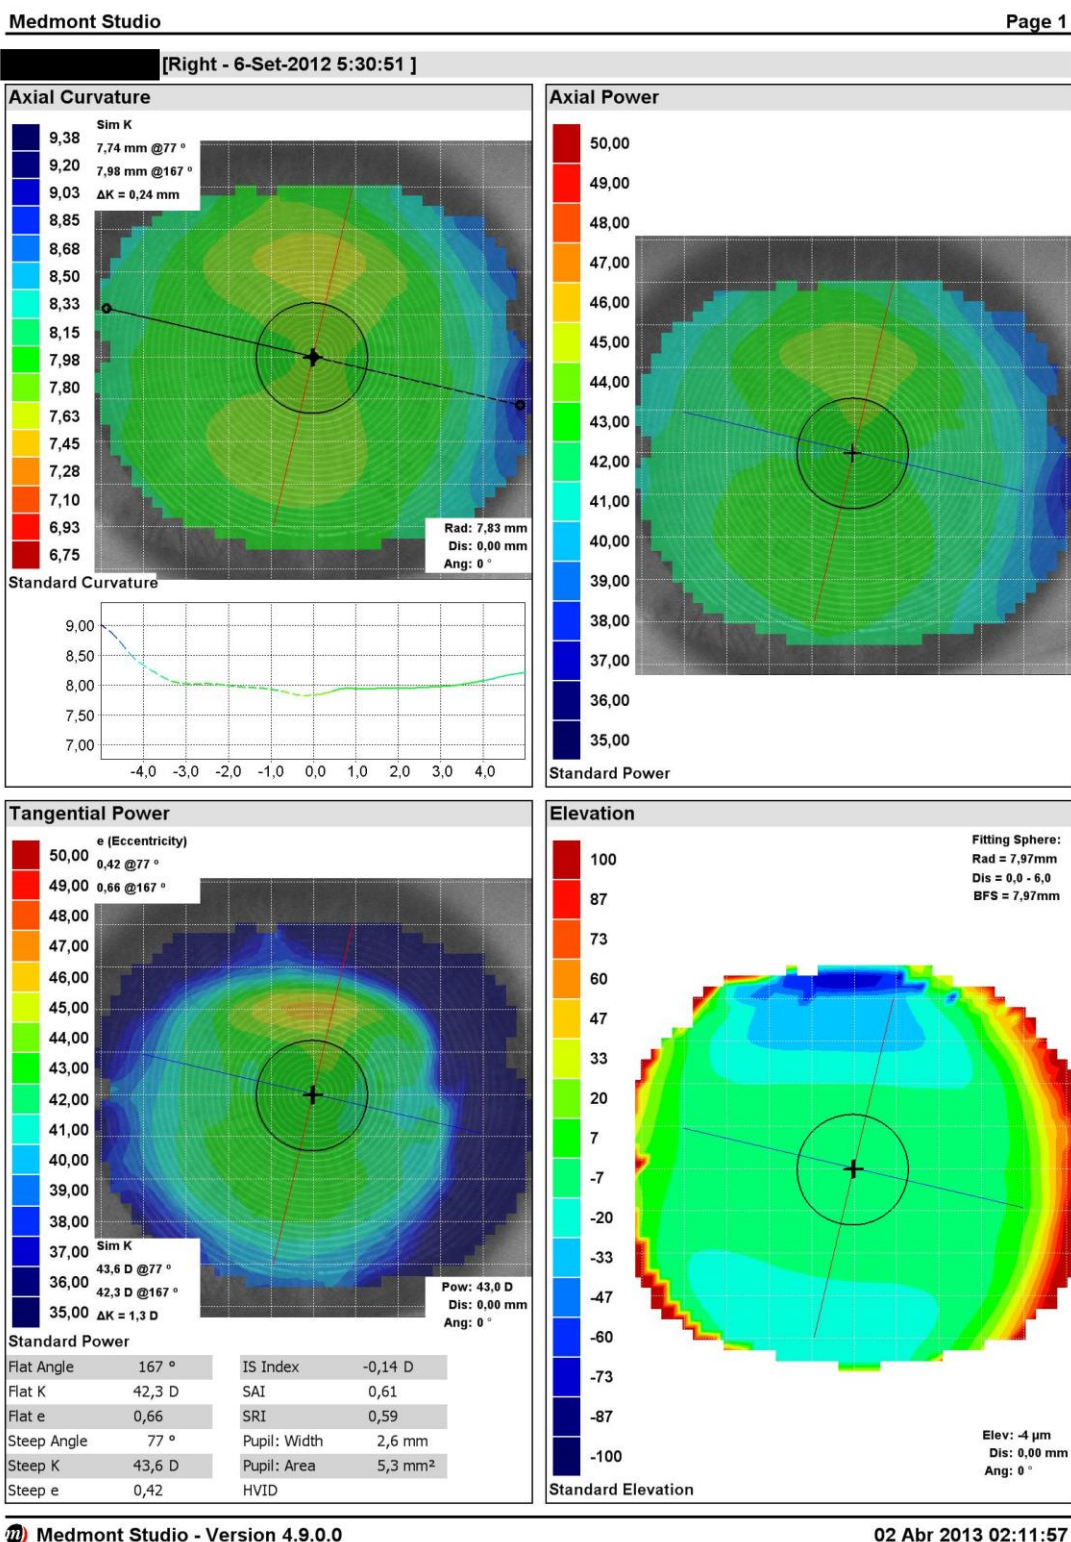 Medmont Studio Page 1
[Right - 6-Set-2012 5:30:51 ]
Axial Curvature
Sim K
7,74 mm @77 °
7,98 mm @167 °
ΔK = 0,24 mm
9,38
9,20
9,03
8,85
8,68
8,50
8,33
8,15
7,98
7,80
7,63
7,45
7,28
7,10
6,93
6,75
Rad: 7,83 mm
Dis: 0,00 mm
Ang: 0 °
Standard Curvature
9,00
8,50
8,00
7,50
7,00
-4,0 -3,0 -2,0 -1,0 0,0 1,0 2,0 3,0 4,0
Axial Power
50,00
49,00
48,00
47,00
46,00
45,00
44,00
43,00
42,00
41,00
40,00
39,00
38,00
37,00
36,00
35,00
Standard Power
Tangential Power
e (Eccentricity)
0,42 @77 °
0,66 @167 °
50,00
49,00
48,00
47,00
46,00
45,00
44,00
43,00
42,00
41,00
40,00
39,00
38,00
37,00
36,00
35,00
Sim K
43,6 D @77 °
42,3 D @167 °
ΔK = 1,3 D
Pow: 43,0 D
Dis: 0,00 mm
Ang: 0 °
Standard Power
Flat Angle 167 ° IS Index -0,14 D
Flat K 42,3 D SAI 0,61
Flat e 0,66 SRI 0,59
Steep Angle 77 ° Pupil: Width 2,6 mm
Steep K 43,6 D Pupil: Area 5,3 mm²
Steep e 0,42 HVID
Elevation
Fitting Sphere:
Rad = 7,97mm
Dis = 0,0 - 6,0
BFS = 7,97mm
100
87
73
60
47
33
20
7
-7
-20
-33
-47
-60
-73
-87
-100
Elev: -4 µm
Dis: 0,00 mm
Ang: 0 °
Standard Elevation
m) Medmont Studio - Version 4.9.0.0 02 Abr 2013 02:11:57